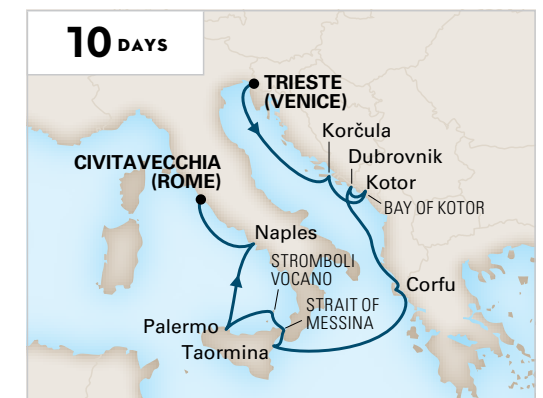 10 DAYS
TRIESTE
(VENICE)
Korčula
Dubrovnik
Kotor
BAY OF KOTOR
CIVITAVECCHIA
(ROME)
Naples
STROMBOLI
VOCANO
Corfu
STRAIT OF
MESSINA
Palermo
Taormina